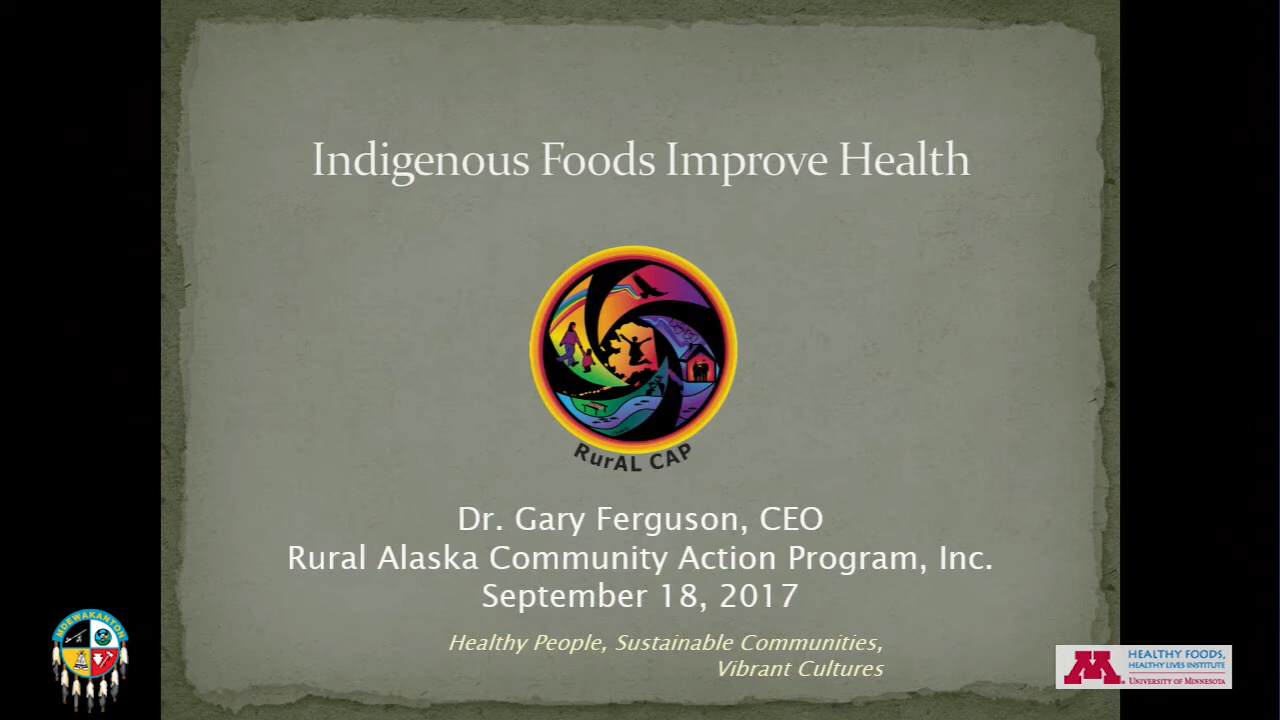 Indigenous Foods Improve Health
RurAL CAP
Dr. Gary Ferguson, CEO
Rural Alaska Community Action Program, Inc.
September 18, 2017
Healthy People, Sustainable Communities,
Vibrant Cultures
MDEWAKANTON
M
HEALTHY FOODS,
HEALTHY LIVES INSTITUTE
UNIVERSITY OF MINNESOTA